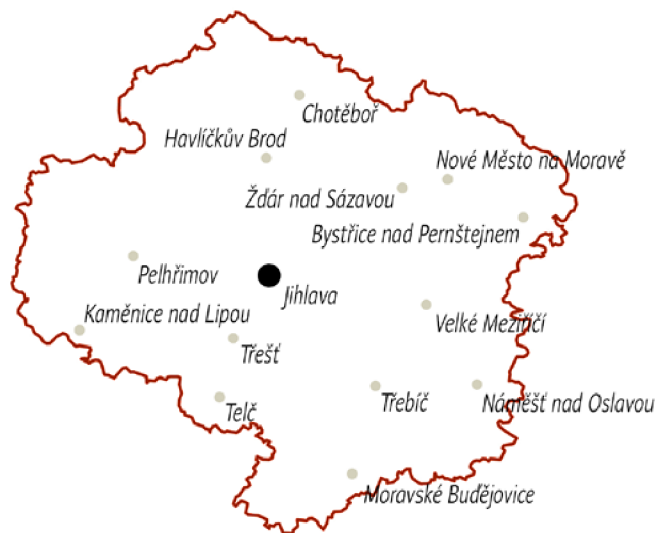 Chotěboř
Havlíčkův Brod
Nové Město na Moravě
Žďár nad Sázavou
Bystřice nad Pernštejnem
Pelhřimov
Jihlava
Kaměnice nad Lipou
Velké Meziříčí
Třešť
Telč
Třebíč
Náměšť nad Oslavou
Moravské Buďějovice